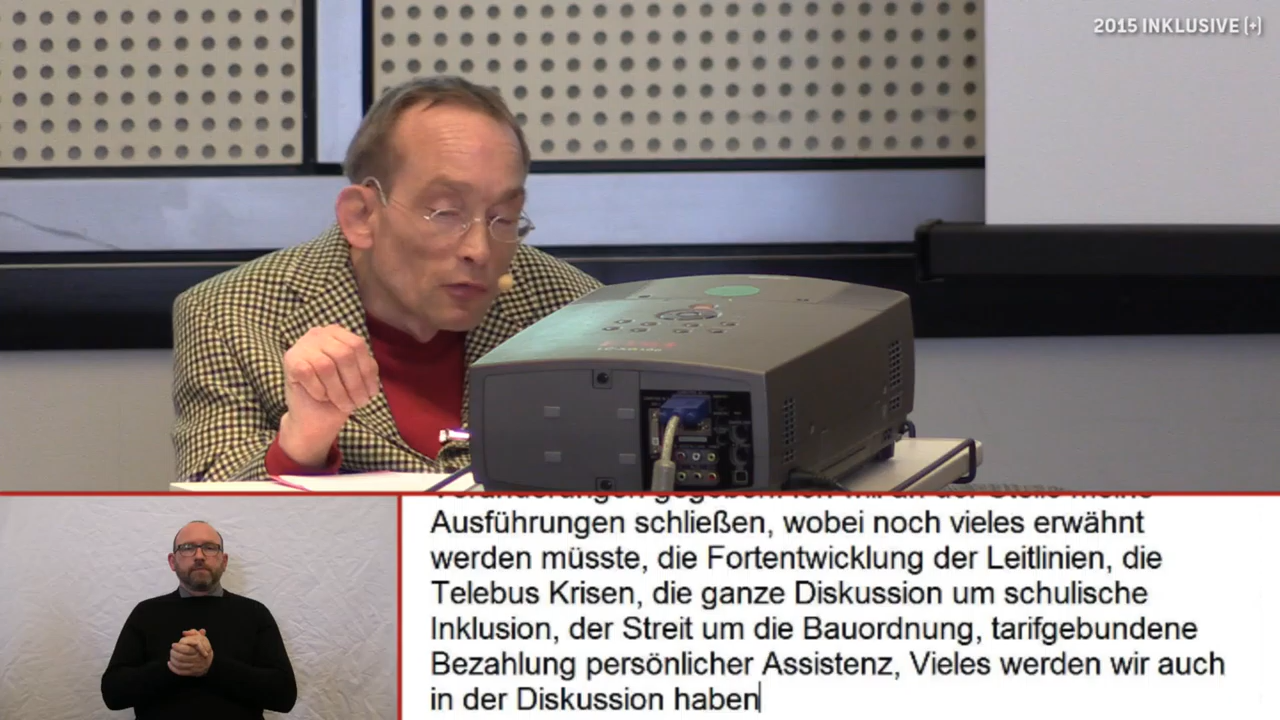 2015 INKLUSIVE (+)
Ausführungen schließen, wobei noch vieles erwähnt
werden müsste, die Fortentwicklung der Leitlinien, die
Telebus Krisen, die ganze Diskussion um schulische
Inklusion, der Streit um die Bauordnung, tarifgebundene
Bezahlung persönlicher Assistenz, Vieles werden wir auch
in der Diskussion haben